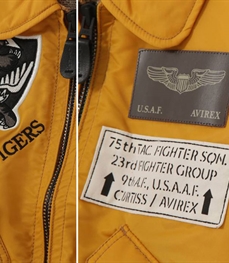 TIGERS
U.S.A.F. AVIREX
75th TAC FIGHTER SQN.
23rd FIGHTER GROUP
9th A.F., U.S.A.A.F.
CURTISS / AVIREX